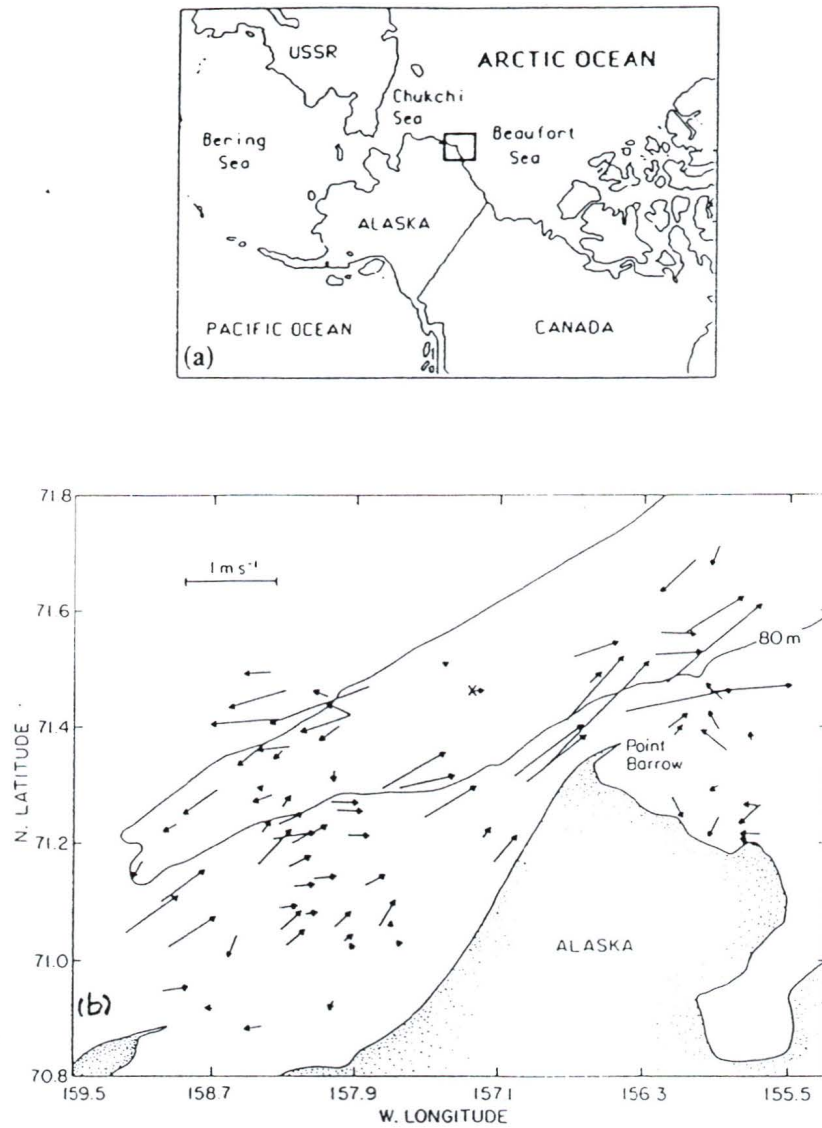 USSR
ARCTIC OCEAN
Chukchi
Sea
Bering
Sea
Beaufort
Sea
ALASKA
PACIFIC OCEAN
CANADA
(a)
71.8
1 m s⁻¹
71.6
80 m
X
71.4
Point
Barrow
N. LATITUDE
71.2
71.0
ALASKA
(b)
70.8
159.5
158.7
157.9
157.1
156.3
155.5
W. LONGITUDE